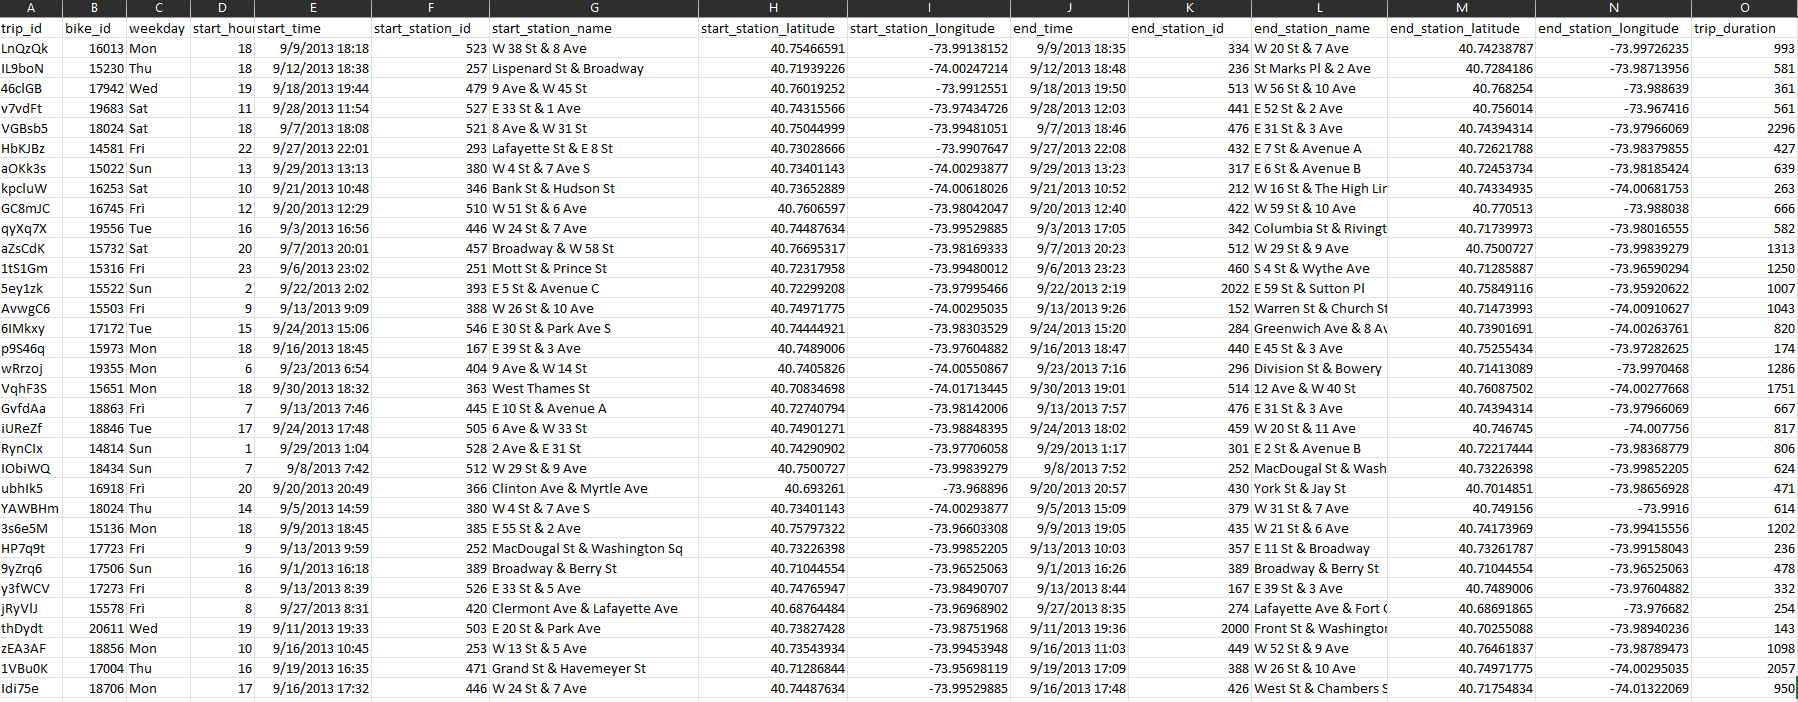 A B C D E F G H I J K L M N O
trip_id bike_id weekday start_hou start_time start_station_id start_station_name start_station_latitude start_station_longitude end_time end_station_id end_station_name end_station_latitude end_station_longitude trip_duration
LnQzQk 16013 Mon 18 9/9/2013 18:18 523 W 38 St & 8 Ave 40.75466591 -73.99138152 9/9/2013 18:35 334 W 20 St & 7 Ave 40.74238787 -73.99726235 993
IL9boN 15230 Thu 18 9/12/2013 18:38 257 Lispenard St & Broadway 40.71939226 -74.00247214 9/12/2013 18:48 236 St Marks Pl & 2 Ave 40.7284186 -73.98713956 581
46clGB 17942 Wed 19 9/18/2013 19:44 479 9 Ave & W 45 St 40.76019252 -73.9912551 9/18/2013 19:50 513 W 56 St & 10 Ave 40.768254 -73.988639 361
v7vdFt 19683 Sat 11 9/28/2013 11:54 527 E 33 St & 1 Ave 40.74315566 -73.97434726 9/28/2013 12:03 441 E 52 St & 2 Ave 40.756014 -73.967416 561
VGBsb5 18024 Sat 18 9/7/2013 18:08 521 8 Ave & W 31 St 40.75044999 -73.99481051 9/7/2013 18:46 476 E 31 St & 3 Ave 40.74394314 -73.97966069 2296
HbKJBz 14581 Fri 22 9/27/2013 22:01 293 Lafayette St & E 8 St 40.73028666 -73.9907647 9/27/2013 22:08 432 E 7 St & Avenue A 40.72621788 -73.98379855 427
aOKk3s 15022 Sun 13 9/29/2013 13:13 380 W 4 St & 7 Ave S 40.73401143 -74.00293877 9/29/2013 13:23 317 E 6 St & Avenue B 40.72453734 -73.98185424 639
kpcluW 16253 Sat 10 9/21/2013 10:48 346 Bank St & Hudson St 40.73652889 -74.00618026 9/21/2013 10:52 212 W 16 St & The High Lin 40.74334935 -74.00681753 263
GC8mJC 16745 Fri 12 9/20/2013 12:29 510 W 51 St & 6 Ave 40.7606597 -73.98042047 9/20/2013 12:40 422 W 59 St & 10 Ave 40.770513 -73.988038 666
qyXq7X 19556 Tue 16 9/3/2013 16:56 446 W 24 St & 7 Ave 40.74487634 -73.99529885 9/3/2013 17:05 342 Columbia St & Rivingt 40.71739973 -73.98016555 582
aZsCdK 15732 Sat 20 9/7/2013 20:01 457 Broadway & W 58 St 40.76695317 -73.98169333 9/7/2013 20:23 512 W 29 St & 9 Ave 40.7500727 -73.99839279 1313
1tS1Gm 15316 Fri 23 9/6/2013 23:02 251 Mott St & Prince St 40.72317958 -73.99480012 9/6/2013 23:23 460 S 4 St & Wythe Ave 40.71285887 -73.96590294 1250
5ey1zk 15522 Sun 2 9/22/2013 2:02 393 E 5 St & Avenue C 40.72299208 -73.97995466 9/22/2013 2:19 2022 E 59 St & Sutton Pl 40.75849116 -73.95920622 1007
AvwgC6 15503 Fri 9 9/13/2013 9:09 388 W 26 St & 10 Ave 40.74971775 -74.00295035 9/13/2013 9:26 152 Warren St & Church St 40.71473993 -74.00910627 1043
6IMkxy 17172 Tue 15 9/24/2013 15:06 546 E 30 St & Park Ave S 40.74444921 -73.98303529 9/24/2013 15:20 284 Greenwich Ave & 8 Av 40.73901691 -74.00263761 820
p9S46q 15973 Mon 18 9/16/2013 18:45 167 E 39 St & 3 Ave 40.7489006 -73.97604882 9/16/2013 18:47 440 E 45 St & 3 Ave 40.75255434 -73.97282625 174
wRrzoj 19355 Mon 6 9/23/2013 6:54 404 9 Ave & W 14 St 40.7405826 -74.00550867 9/23/2013 7:16 296 Division St & Bowery 40.71413089 -73.9970468 1286
VqhF3S 15651 Mon 18 9/30/2013 18:32 363 West Thames St 40.70834698 -74.01713445 9/30/2013 19:01 514 12 Ave & W 40 St 40.76087502 -74.00277668 1751
GvfdAa 18863 Fri 7 9/13/2013 7:46 445 E 10 St & Avenue A 40.72740794 -73.98142006 9/13/2013 7:57 476 E 31 St & 3 Ave 40.74394314 -73.97966069 667
iUReZf 18846 Tue 17 9/24/2013 17:48 505 6 Ave & W 33 St 40.74901271 -73.98848395 9/24/2013 18:02 459 W 20 St & 11 Ave 40.746745 -74.007756 817
RynCIx 14814 Sun 1 9/29/2013 1:04 528 2 Ave & E 31 St 40.74290902 -73.97706058 9/29/2013 1:17 301 E 2 St & Avenue B 40.72217444 -73.98368779 806
IObiWQ 18434 Sun 7 9/8/2013 7:42 512 W 29 St & 9 Ave 40.7500727 -73.99839279 9/8/2013 7:52 252 MacDougal St & Wash 40.73226398 -73.99852205 624
ubhIk5 16918 Fri 20 9/20/2013 20:49 366 Clinton Ave & Myrtle Ave 40.693261 -73.968896 9/20/2013 20:57 430 York St & Jay St 40.7014851 -73.98656928 471
YAWBHm 18024 Thu 14 9/5/2013 14:59 380 W 4 St & 7 Ave S 40.73401143 -74.00293877 9/5/2013 15:09 379 W 31 St & 7 Ave 40.749156 -73.9916 614
3s6e5M 15136 Mon 18 9/9/2013 18:45 385 E 55 St & 2 Ave 40.75797322 -73.96603308 9/9/2013 19:05 435 W 21 St & 6 Ave 40.74173969 -73.99415556 1202
HP7q9t 17723 Fri 9 9/13/2013 9:59 252 MacDougal St & Washington Sq 40.73226398 -73.99852205 9/13/2013 10:03 357 E 11 St & Broadway 40.73261787 -73.99158043 236
9yZrq6 17506 Sun 16 9/1/2013 16:18 389 Broadway & Berry St 40.71044554 -73.96525063 9/1/2013 16:26 389 Broadway & Berry St 40.71044554 -73.96525063 478
y3fWCV 17273 Fri 8 9/13/2013 8:39 526 E 33 St & 5 Ave 40.74765947 -73.98490707 9/13/2013 8:44 167 E 39 St & 3 Ave 40.7489006 -73.97604882 332
jRyVlJ 15578 Fri 8 9/27/2013 8:31 420 Clermont Ave & Lafayette Ave 40.68764484 -73.96968902 9/27/2013 8:35 274 Lafayette Ave & Fort G 40.68691865 -73.976682 254
thDydt 20611 Wed 19 9/11/2013 19:33 503 E 20 St & Park Ave 40.73827428 -73.98751968 9/11/2013 19:36 2000 Front St & Washington 40.70255088 -73.98940236 143
zEA3AF 18856 Mon 10 9/16/2013 10:45 253 W 13 St & 5 Ave 40.73543934 -73.99453948 9/16/2013 11:03 449 W 52 St & 9 Ave 40.76461837 -73.98789473 1098
1VBu0K 17004 Thu 16 9/19/2013 16:35 471 Grand St & Havemeyer St 40.71286844 -73.95698119 9/19/2013 17:09 388 W 26 St & 10 Ave 40.74971775 -74.00295035 2057
Idi75e 18706 Mon 17 9/16/2013 17:32 446 W 24 St & 7 Ave 40.74487634 -73.99529885 9/16/2013 17:48 426 West St & Chambers S 40.71754834 -74.01322069 950